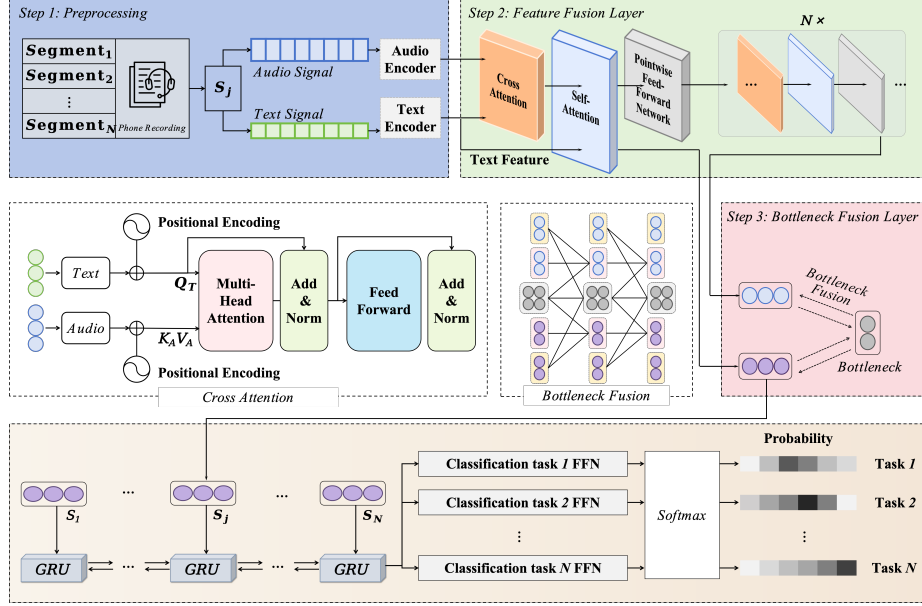 Step 1: Preprocessing
Segment1
Segment2
⋮
SegmentN
Phone Recording
Sj
Audio Signal
Text Signal
Audio
Encoder
Text
Encoder
Step 2: Feature Fusion Layer
Cross
Attention
Self-
Attention
Pointwise
Feed-
Forward
Network
N ×
...
...
Text Feature
Positional Encoding
Text
Audio
QT
KAVA
Positional Encoding
Multi-
Head
Attention
Add
&
Norm
Feed
Forward
Add
&
Norm
Cross Attention
Bottleneck Fusion
Step 3: Bottleneck Fusion Layer
Bottleneck
Fusion
Bottleneck
S1
...
Sj
...
SN
GRU
...
GRU
...
GRU
Classification task 1 FFN
Classification task 2 FFN
⋮
Classification task N FFN
Softmax
Probability
Task 1
Task 2
⋮
Task N